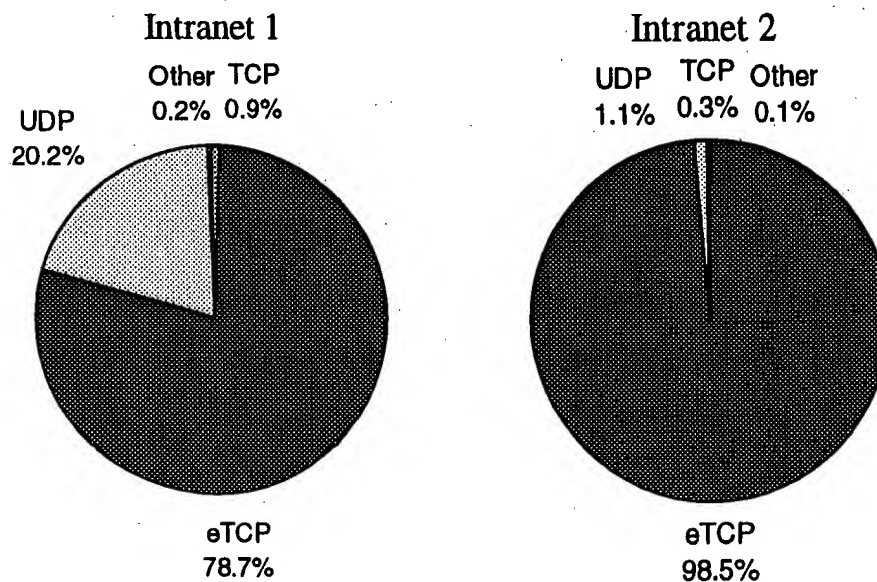 Intranet 1
Other TCP
0.2% 0.9%
UDP
20.2%
eTCP
78.7%
Intranet 2
UDP TCP Other
1.1% 0.3% 0.1%
eTCP
98.5%